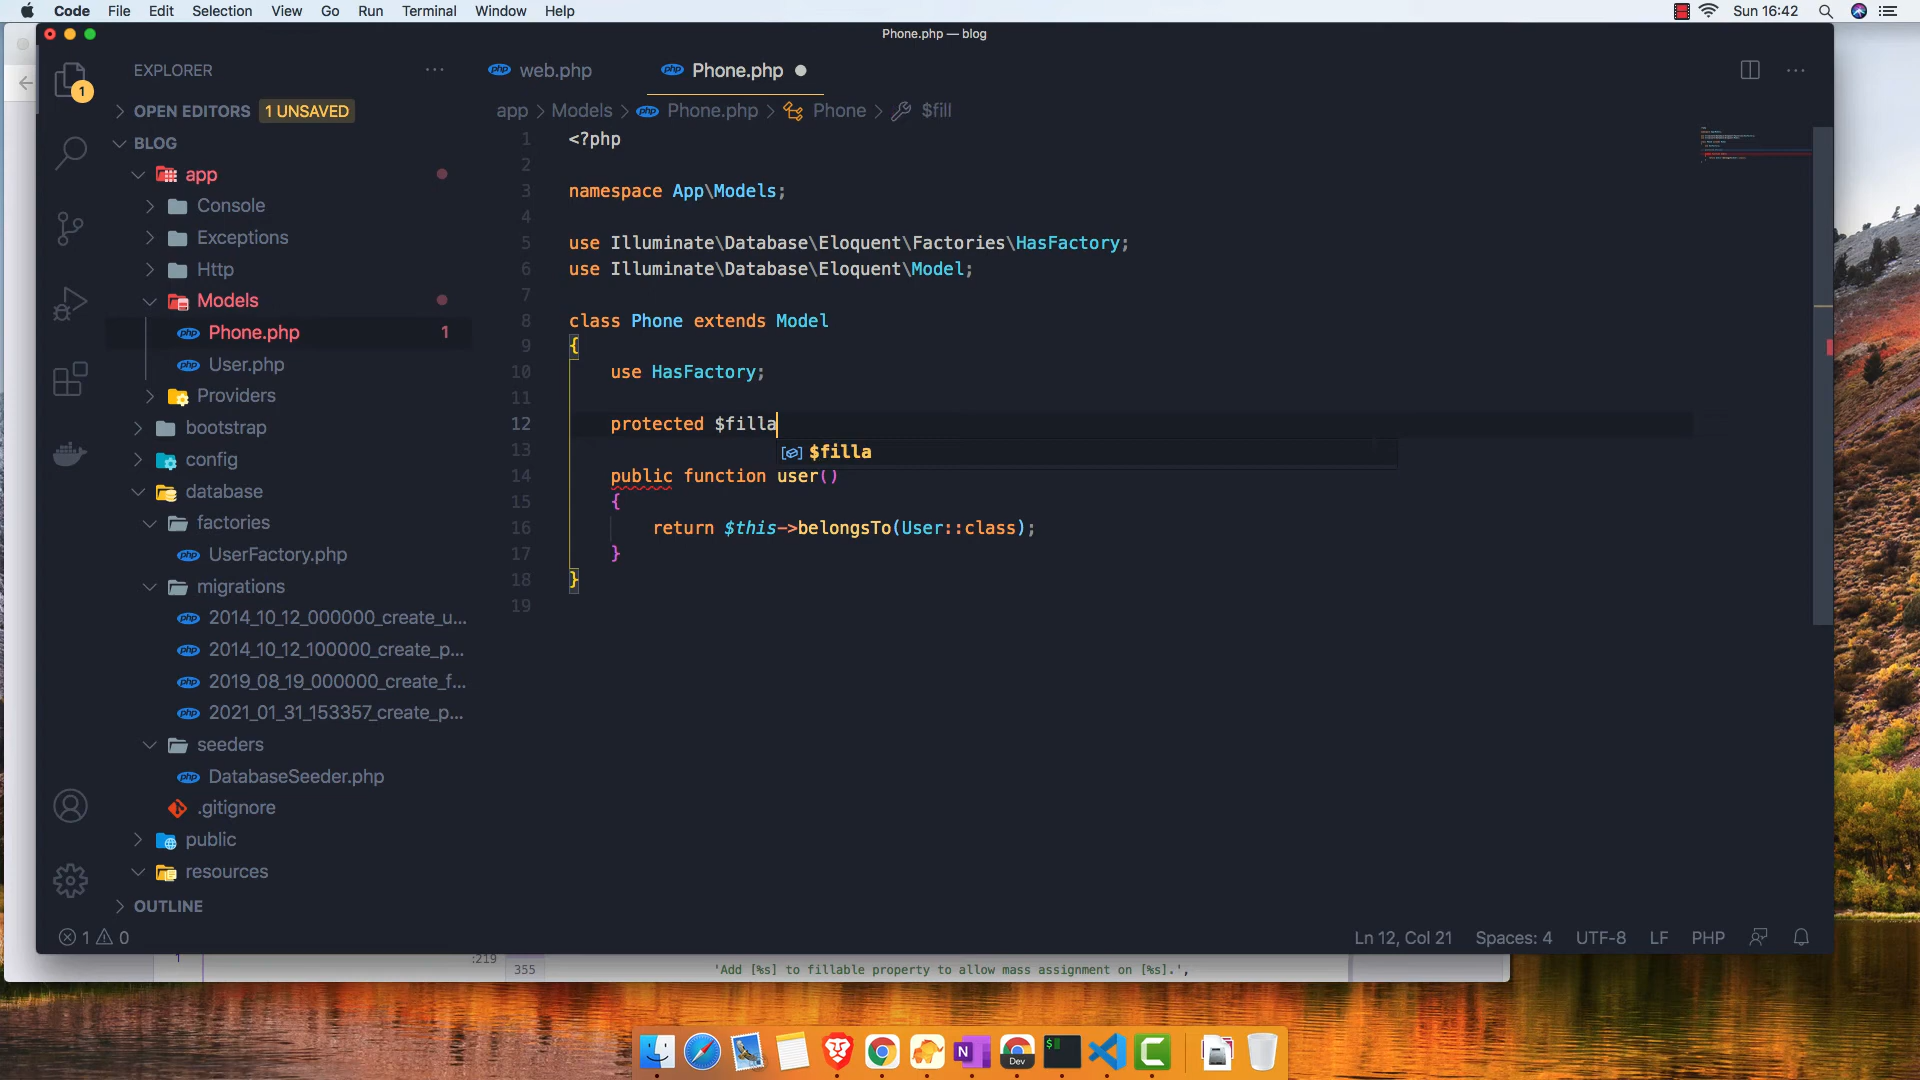 Code File Edit Selection View Go Run Terminal Window Help Sun 16:42
Phone.php — blog
EXPLORER
web.php
Phone.php
1
OPEN EDITORS 1 UNSAVED
app > Models > Phone.php > Phone > $fill
BLOG
app
Console
Exceptions
Http
Models
Phone.php 1
User.php
Providers
bootstrap
config
database
factories
UserFactory.php
migrations
2014_10_12_000000_create_u...
2014_10_12_100000_create_p...
2019_08_19_000000_create_f...
2021_01_31_153357_create_p...
seeders
DatabaseSeeder.php
.gitignore
public
resources
OUTLINE
1 <?php
2
3 namespace App\Models;
4
5 use Illuminate\Database\Eloquent\Factories\HasFactory;
6 use Illuminate\Database\Eloquent\Model;
7
8 class Phone extends Model
9 {
10 use HasFactory;
11
12 protected $filla
$filla
13
14 public function user()
15 {
16 return $this->belongsTo(User::class);
17 }
18 }
19
1 0
Ln 12, Col 21 Spaces: 4 UTF-8 LF PHP
1 :219 355 'Add [%s] to fillable property to allow mass assignment on [%s].',
N
Dev
$
C